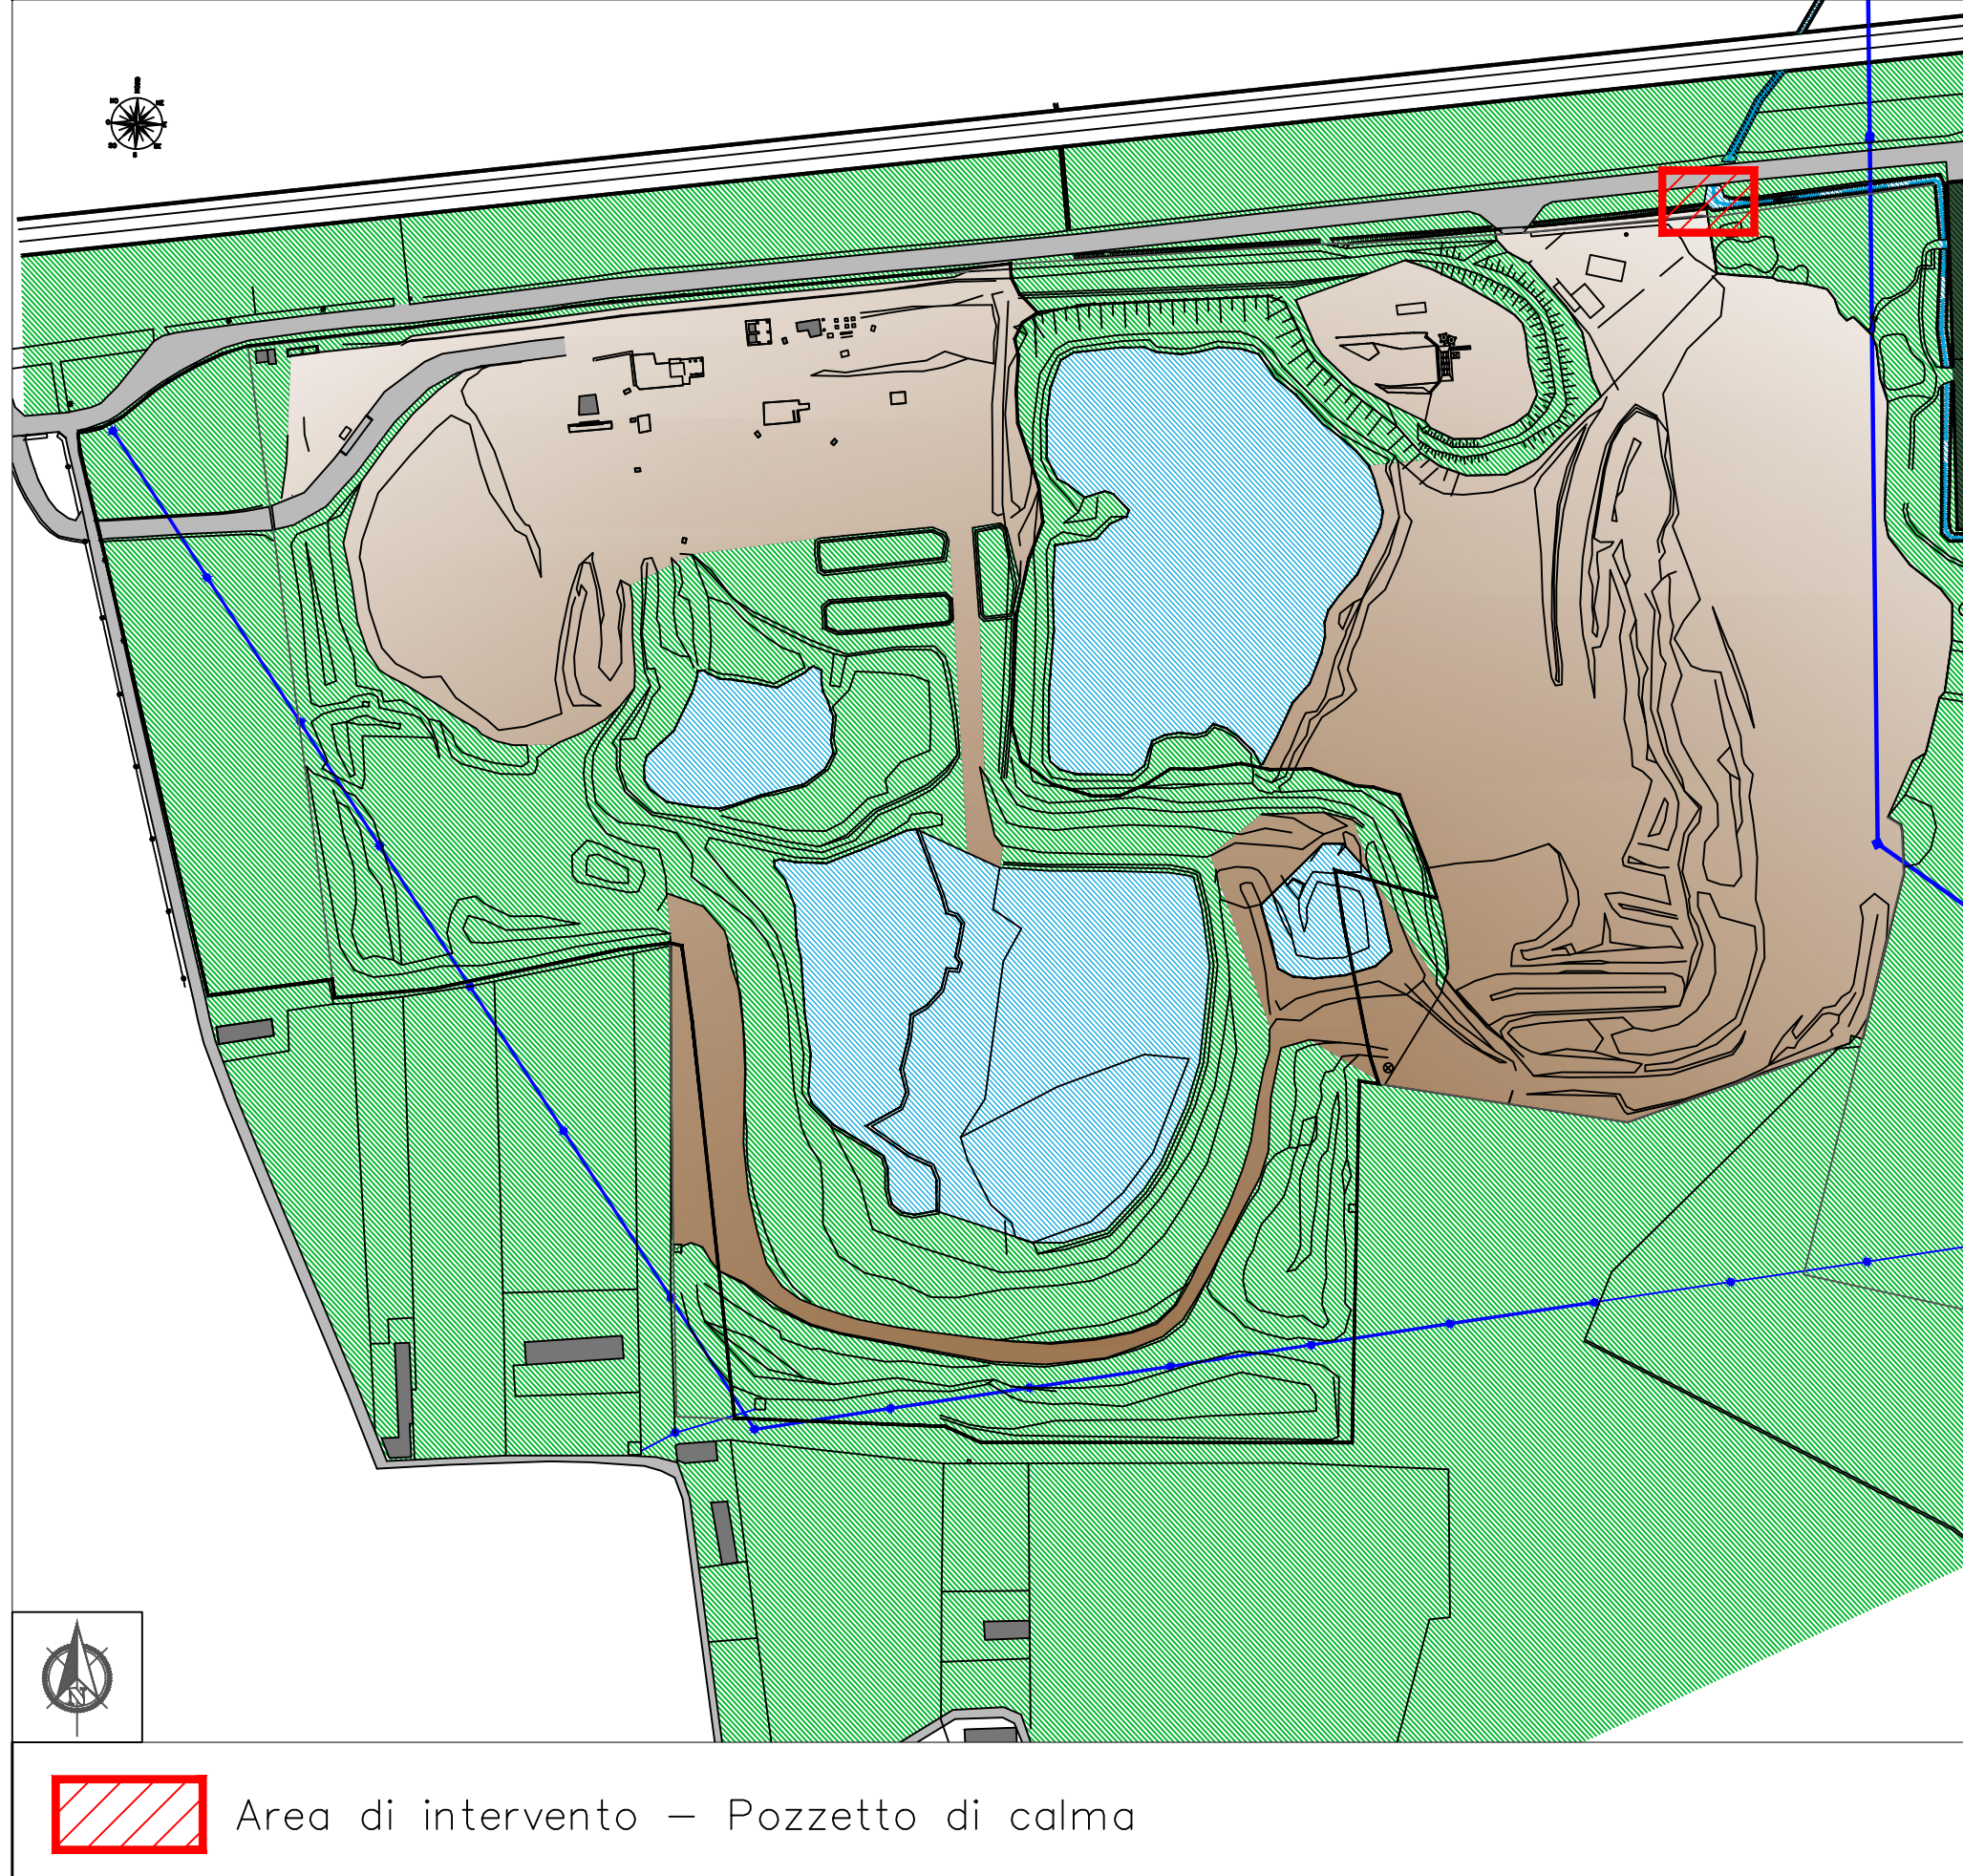 N
Area di intervento – Pozzetto di calma